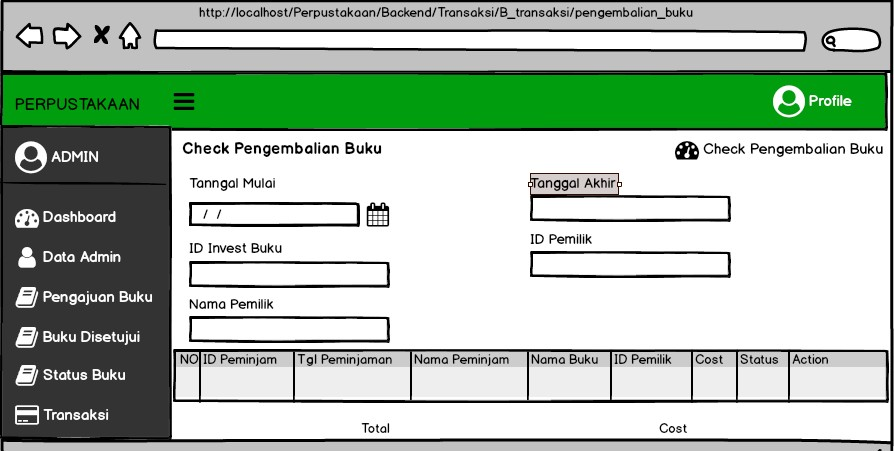 http://localhost/Perpustakaan/Backend/Transaksi/B_transaksi/pengembalian_buku
PERPUSTAKAAN
Profile
ADMIN
Dashboard
Data Admin
Pengajuan Buku
Buku Disetujui
Status Buku
Transaksi
Check Pengembalian Buku
Check Pengembalian Buku
Tanngal Mulai
Tanggal Akhir
/ /
ID Invest Buku
ID Pemilik
Nama Pemilik
NO ID Peminjam Tgl Peminjaman Nama Peminjam Nama Buku ID Pemilik Cost Status Action
Total Cost